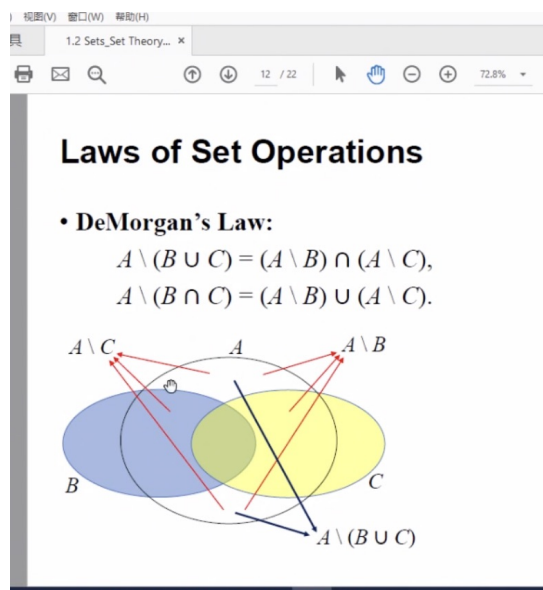 视图(V) 窗口(W) 帮助(H)
具 1.2 Sets_Set Theory... ×
12 / 22 72.8%
Laws of Set Operations
• DeMorgan's Law:
A \ (B ∪ C) = (A \ B) ∩ (A \ C),
A \ (B ∩ C) = (A \ B) ∪ (A \ C).
A \ C A A \ B
B C
A \ (B ∪ C)